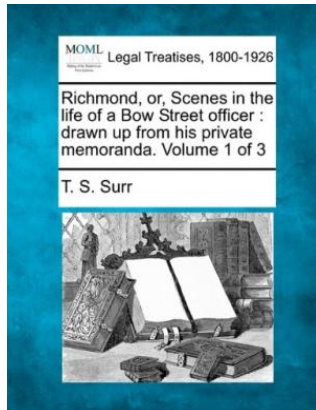 MOML
Legal Treatises, 1800-1926
Richmond, or, Scenes in the
life of a Bow Street officer :
drawn up from his private
memoranda. Volume 1 of 3
T. S. Surr